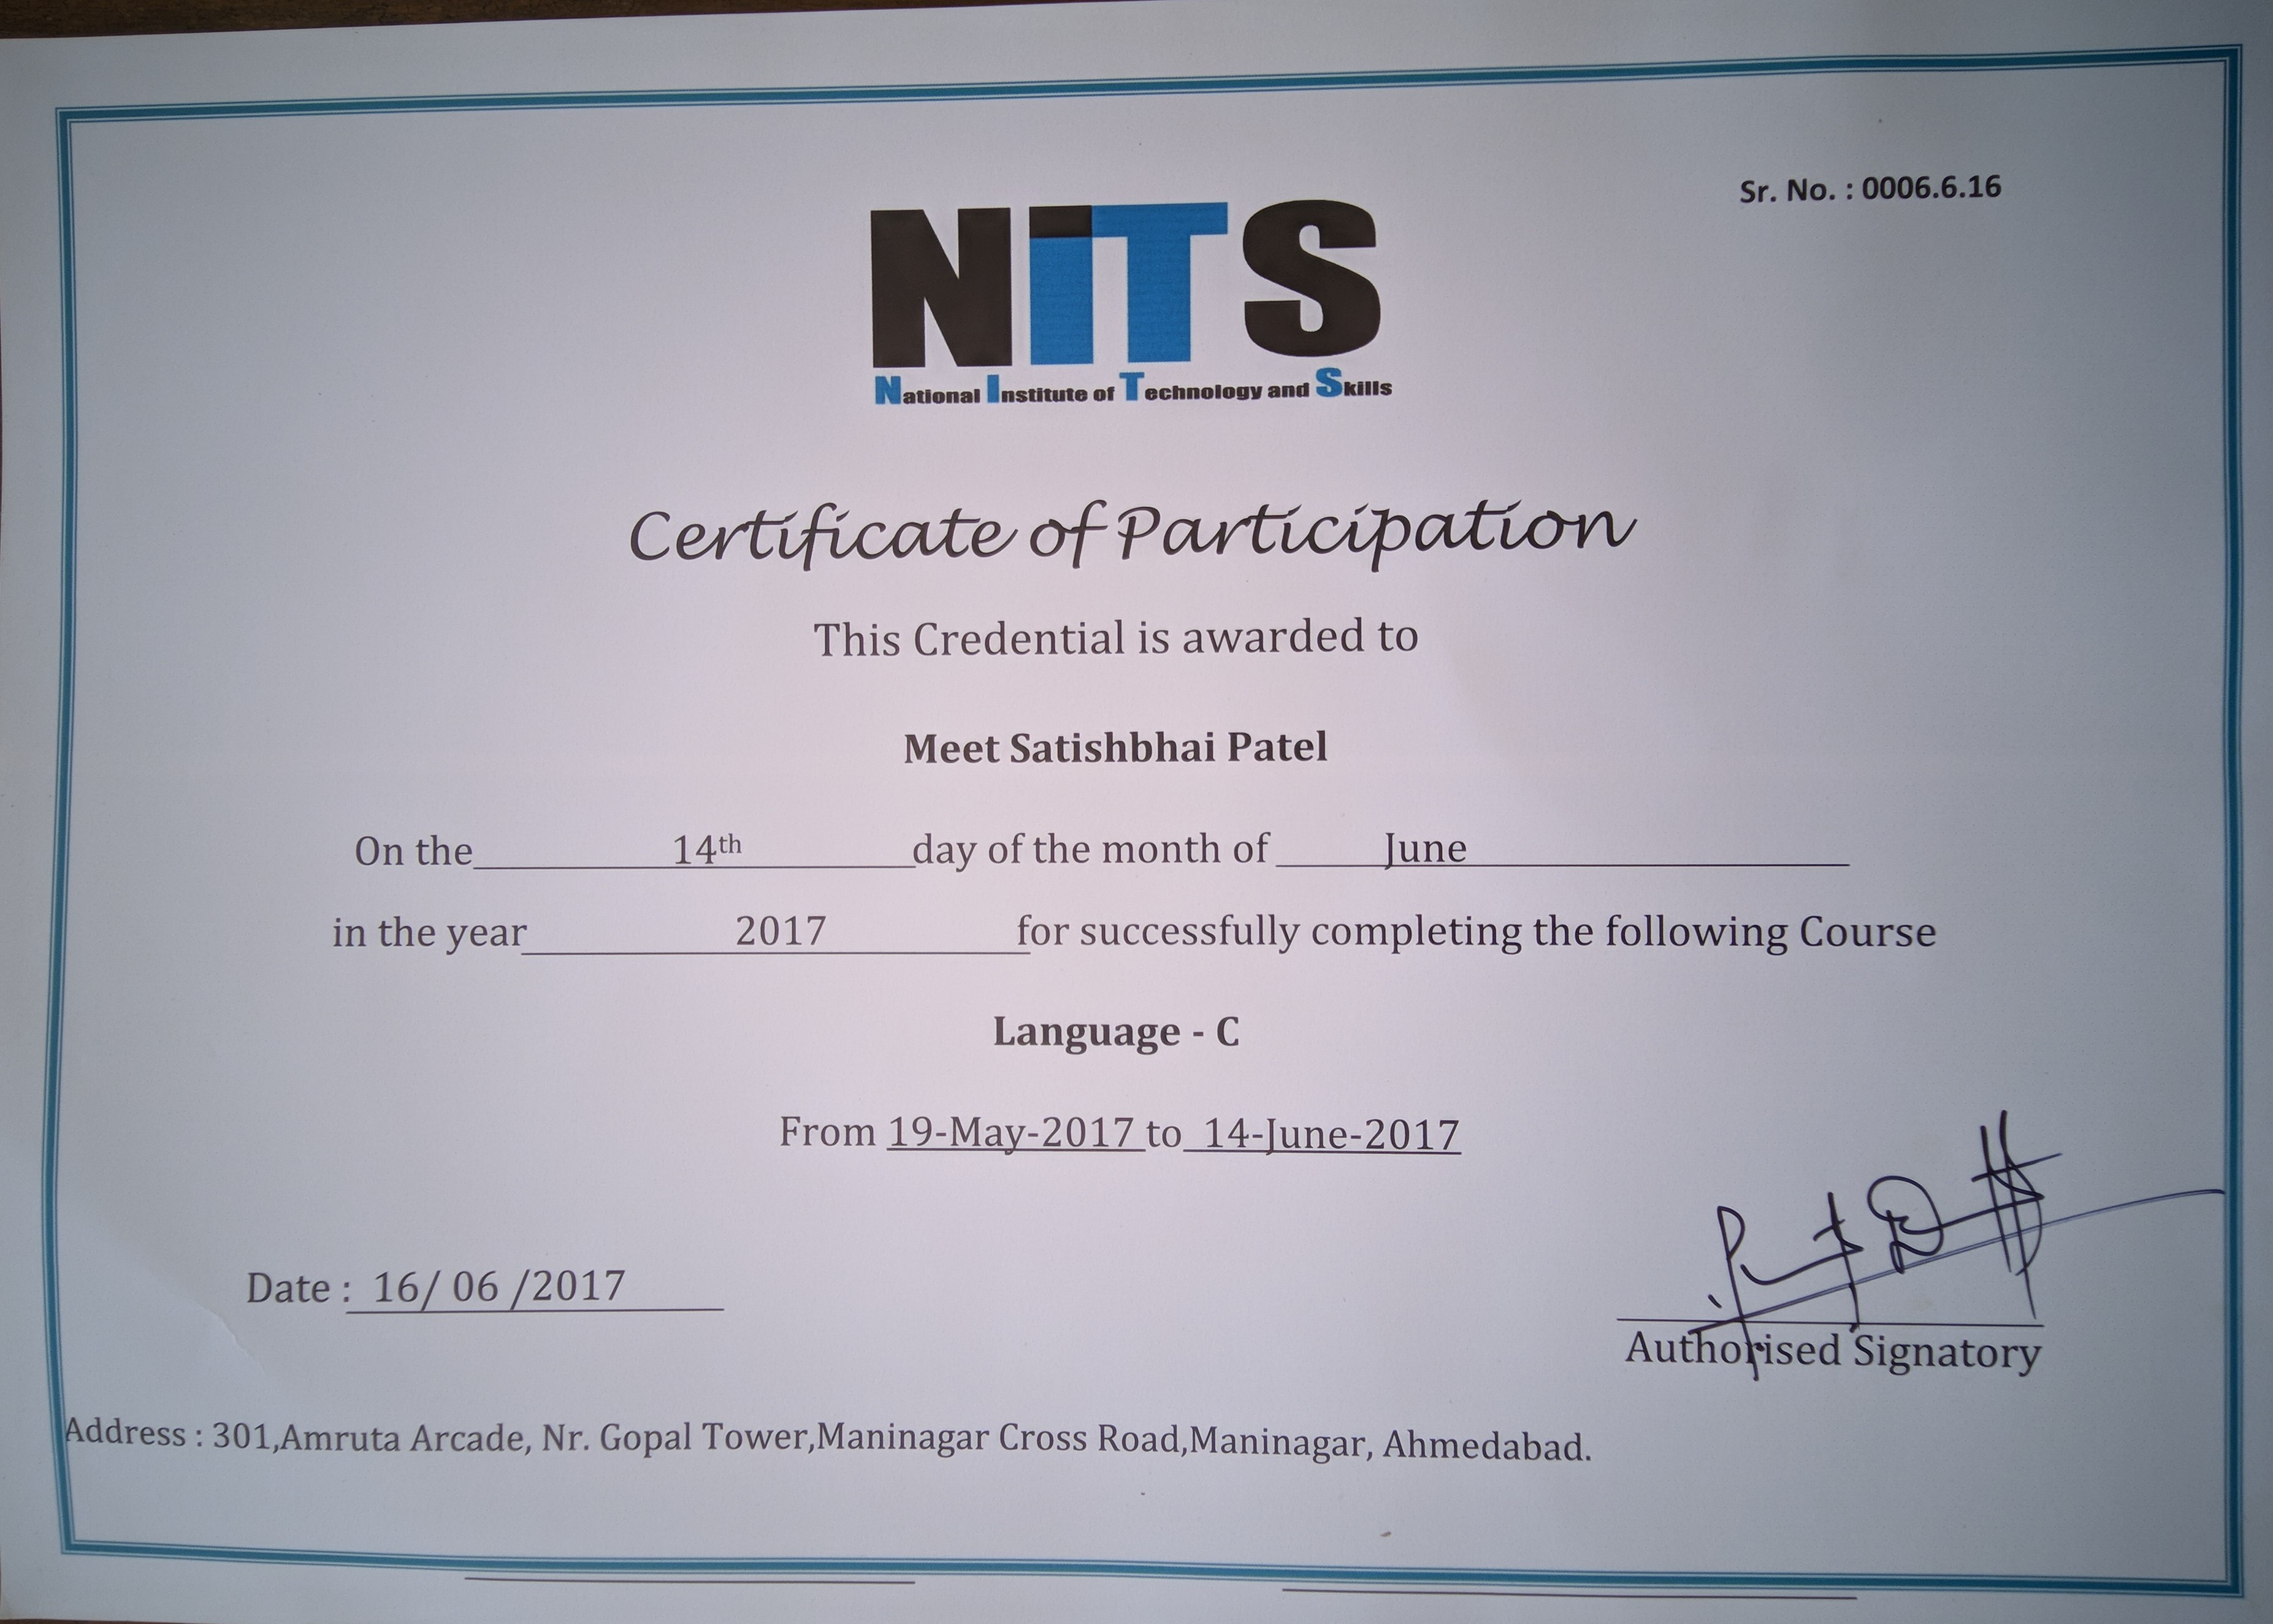 Sr. No. : 0006.6.16
NiTS
National Institute of Technology and Skills
Certificate of Participation
This Credential is awarded to
Meet Satishbhai Patel
On the 14th day of the month of June
in the year 2017 for successfully completing the following Course
Language - C
From 19-May-2017 to 14-June-2017
Date : 16/ 06 /2017
Authorised Signatory
Address : 301,Amruta Arcade, Nr. Gopal Tower,Maninagar Cross Road,Maninagar, Ahmedabad.